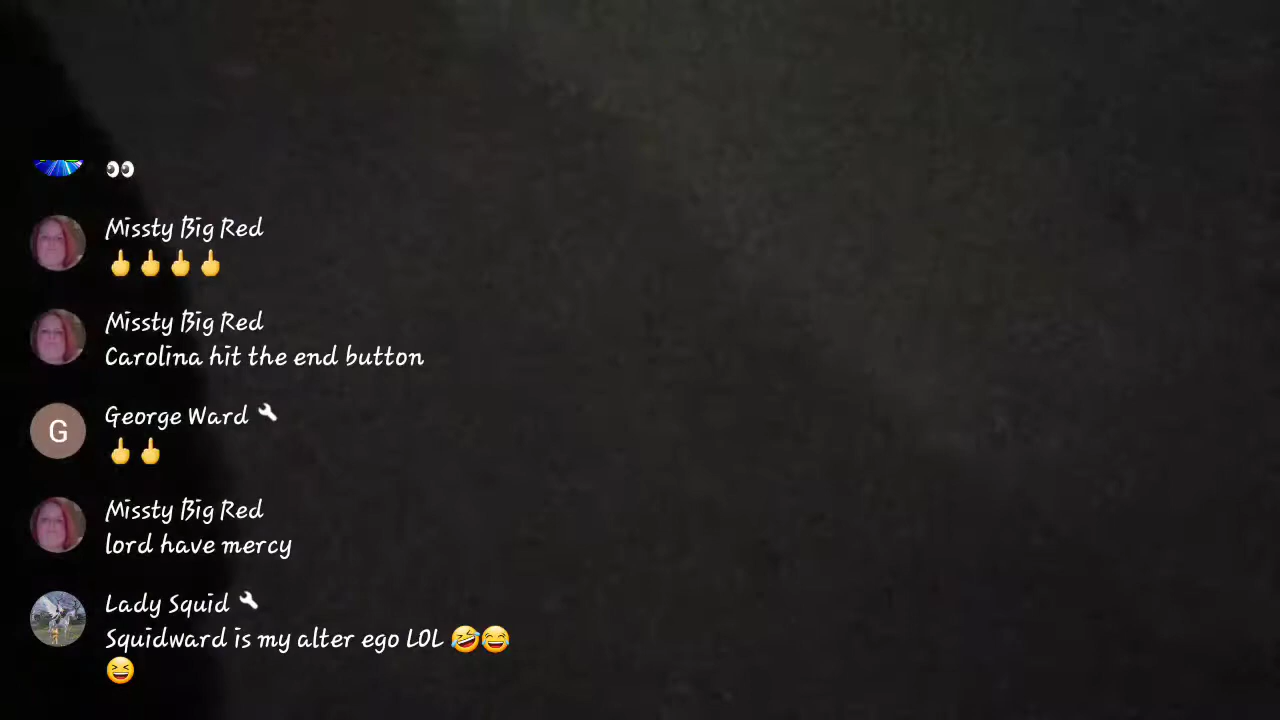 👀
Missty Big Red
🖕🖕🖕🖕
Missty Big Red
Carolina hit the end button
G
George Ward
🖕🖕
Missty Big Red
lord have mercy
Lady Squid
Squidward is my alter ego LOL 🤣😂
😆